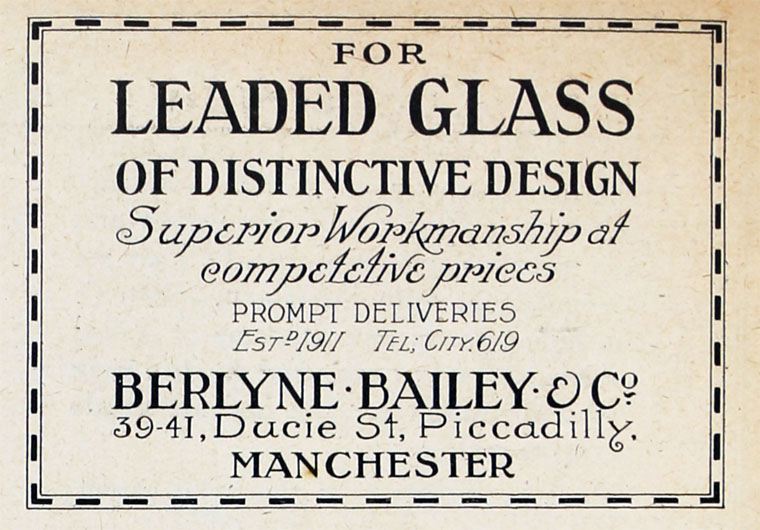 FOR
LEADED GLASS
OF DISTINCTIVE DESIGN
Superior Workmanship at
competetive prices
PROMPT DELIVERIES
ESTD 1911 TEL; CITY.619
BERLYNE·BAILEY·& Co.
39-41, Ducie St, Piccadilly.
MANCHESTER